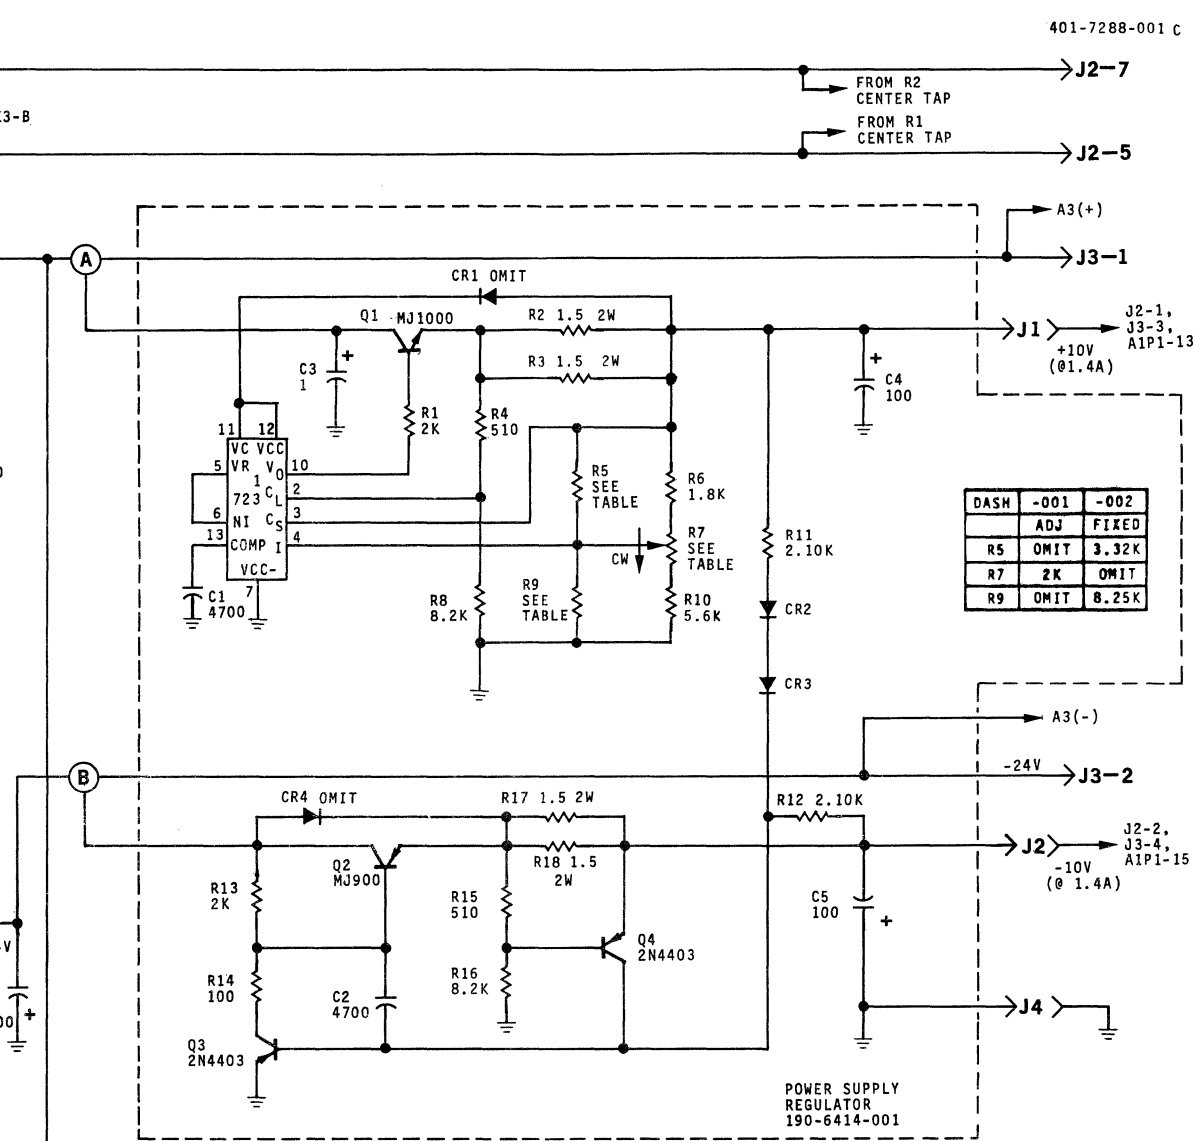 401-7288-001 C
J2-7
FROM R2
CENTER TAP
K3-B
FROM R1
CENTER TAP
J2-5
A3(+)
A
J3-1
CR1 OMIT
Q1 MJ1000
R2 1.5 2W
J1
J2-1,
J3-3,
A1P1-13
+10V
(@1.4A)
R3 1.5 2W
C3
1
+
+
C4
100
R1
2K
R4
510
11 12
VC VCC
5 VR VO 10
1
723 CL 2
6 NI CS 3
13 COMP I 4
VCC-
7
C1
4700
R5
SEE
TABLE
R6
1.8K
R7
SEE
TABLE
CW
R8
8.2K
R9
SEE
TABLE
R10
5.6K
R11
2.10K
CR2
CR3
DASH -001 -002
ADJ FIXED
R5 OMIT 3.32K
R7 2K OMIT
R9 OMIT 8.25K
A3(-)
B
-24V
J3-2
CR4 OMIT
R17 1.5 2W
R12 2.10K
J2
J2-2,
J3-4,
A1P1-15
-10V
(@ 1.4A)
Q2
MJ900
R18 1.5
2W
R13
2K
R15
510
C5
100
+
Q4
2N4403
R14
100
C2
4700
R16
8.2K
+
J4
Q3
2N4403
POWER SUPPLY
REGULATOR
190-6414-001